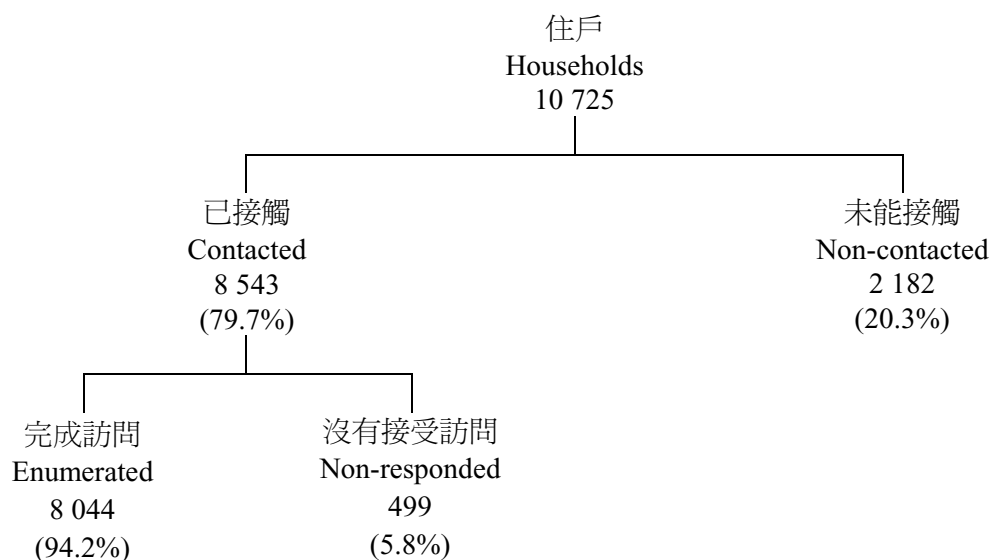 住戶
Households
10 725
已接觸
Contacted
8 543
(79.7%)
未能接觸
Non-contacted
2 182
(20.3%)
完成訪問
Enumerated
8 044
(94.2%)
沒有接受訪問
Non-responded
499
(5.8%)